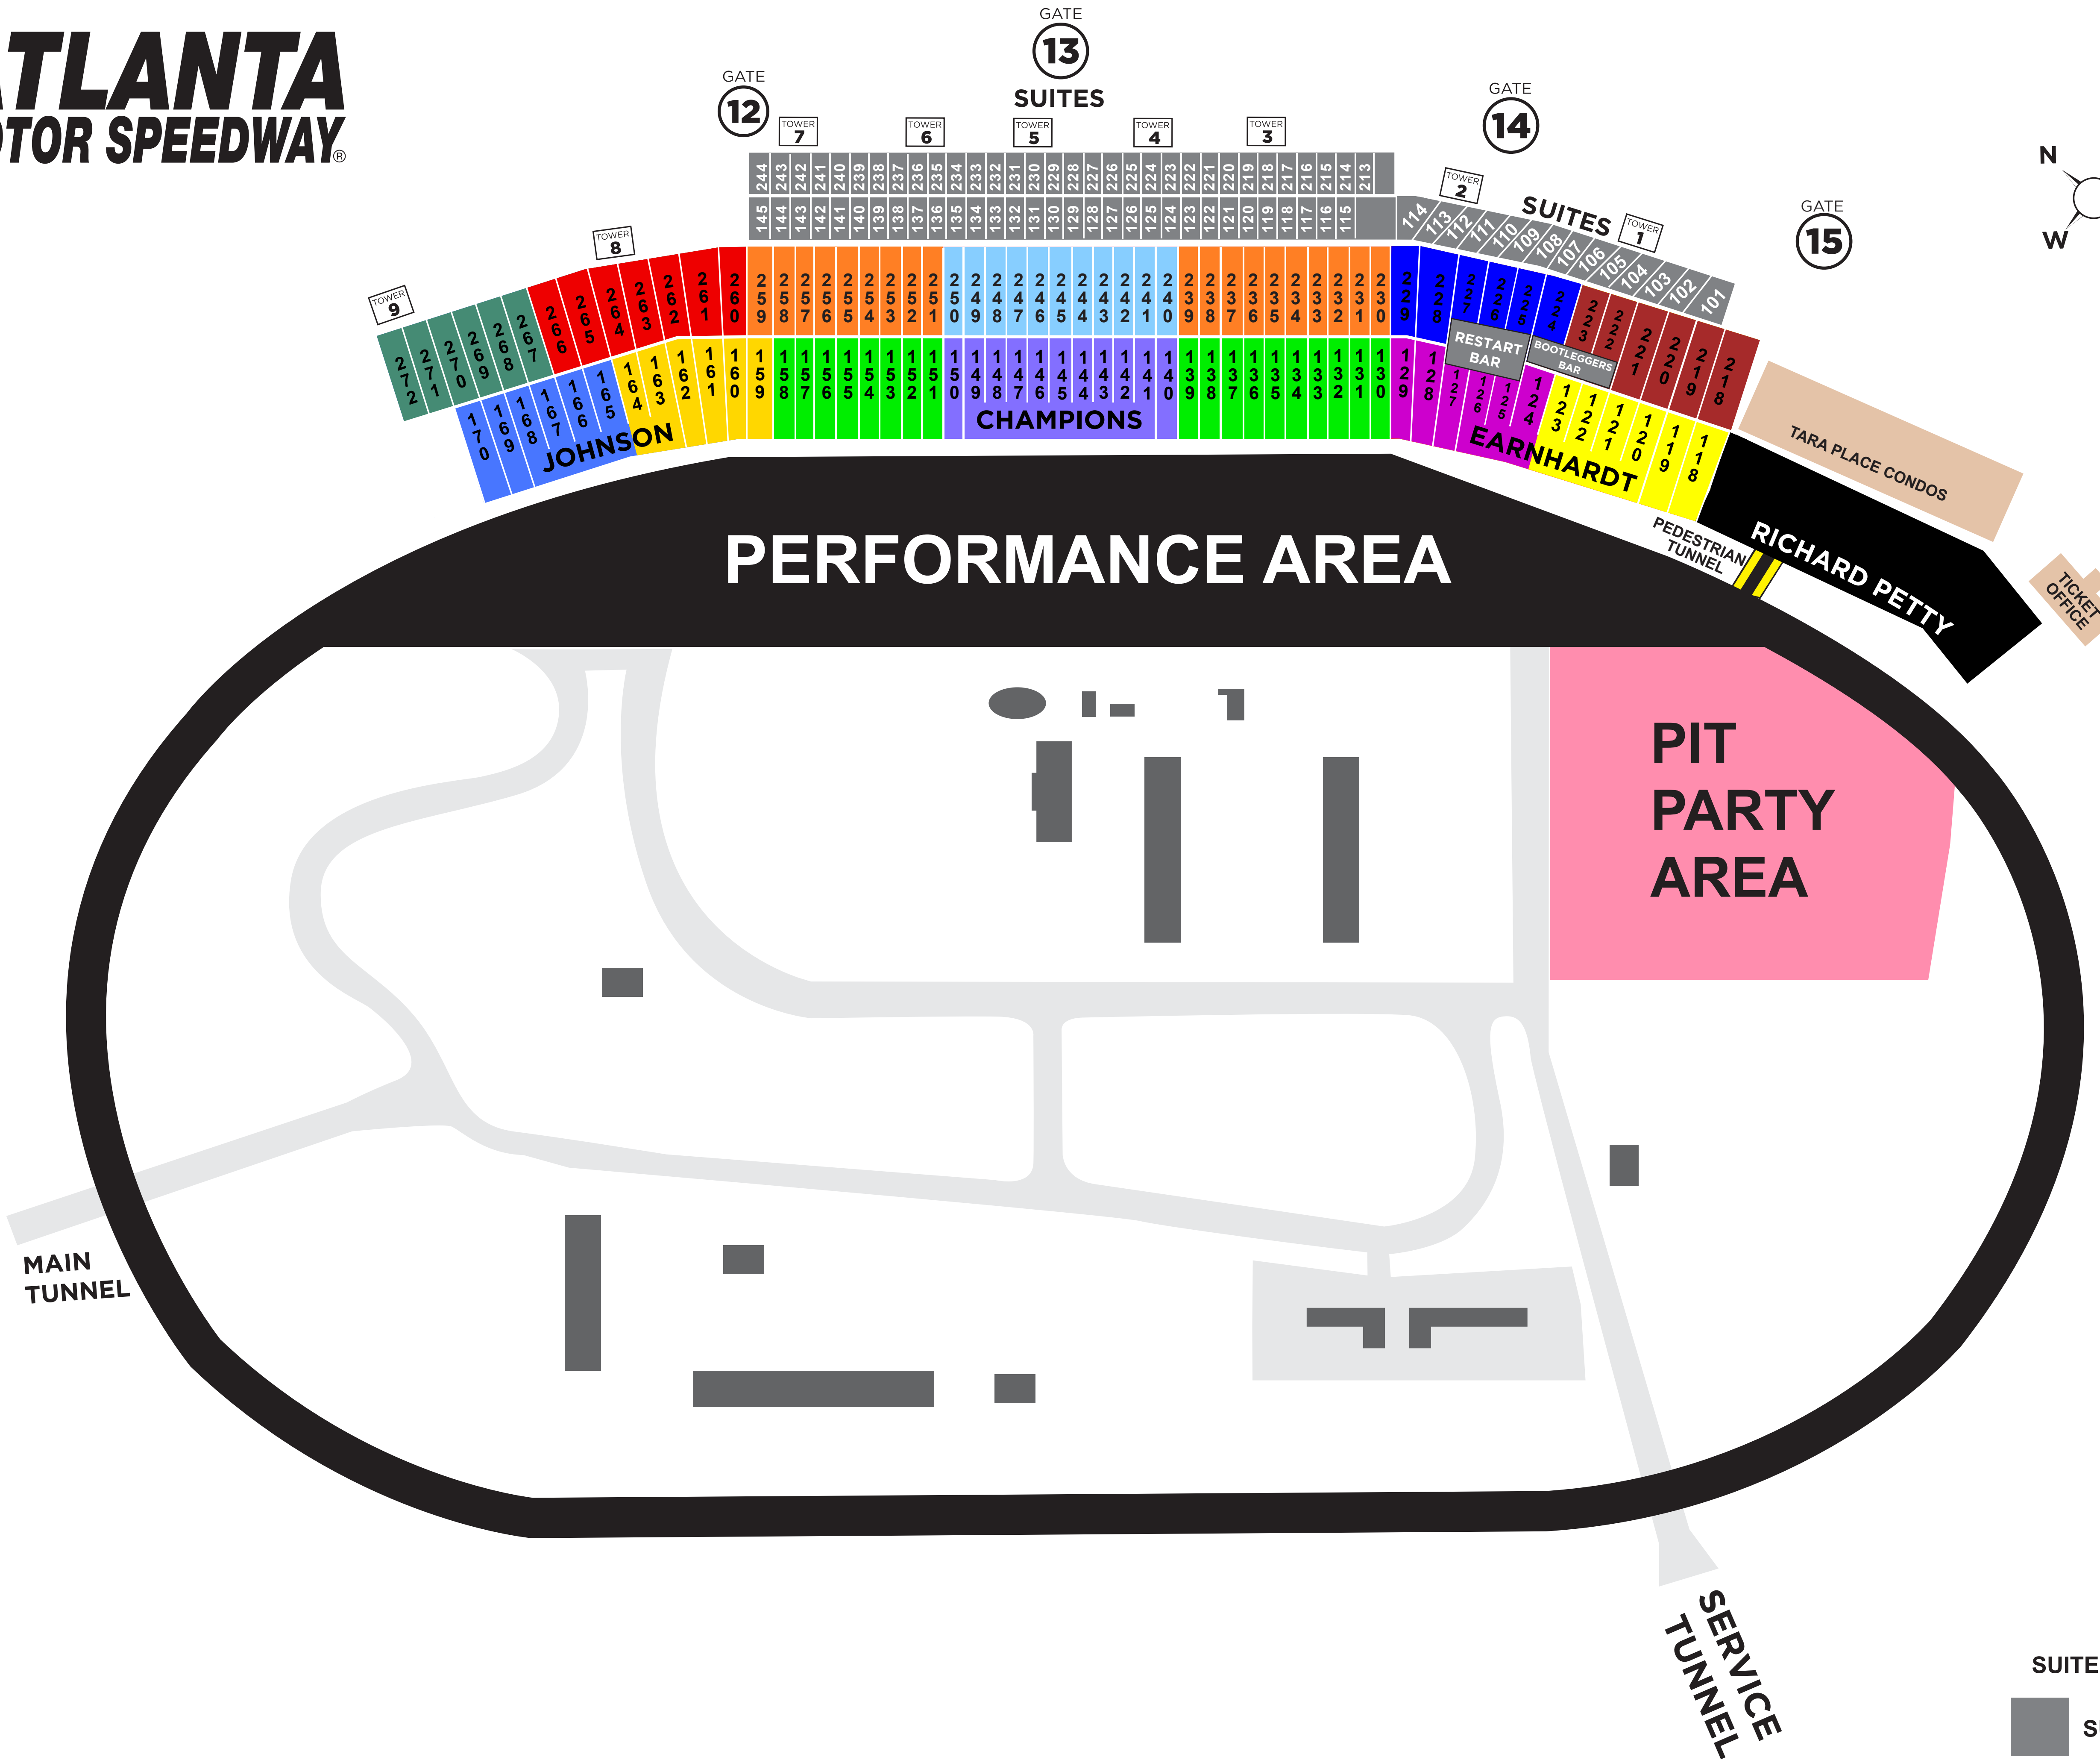 ATLANTA
OTOR SPEEDWAY®
GATE
12
GATE
13
SUITES
GATE
14
GATE
15
N
W
TOWER
9
TOWER
8
TOWER
7
TOWER
6
TOWER
5
TOWER
4
TOWER
3
TOWER
2
SUITES
TOWER
1
244 243 242 241 240 239 238 237 236 235 234 233 232 231 230 229 228 227 226 225 224 223 222 221 220 219 218 217 216 215 214 213
145 144 143 142 141 140 139 138 137 136 135 134 133 132 131 130 129 128 127 126 125 124 123 122 121 120 119 118 117 116 115
114 113 112 111 110 109 108 107 106 105 104 103 102 101
272 271 270 269 268 267 266 265 264 263 262 261 260 259 258 257 256 255 254 253 252 251 250 249 248 247 246 245 244 243 242 241 240 239 238 237 236 235 234 233 232 231 230 229 228 227 226 225 224 223 222 221 220 219 218
RESTART
BAR
BOOTLEGGERS
BAR
170 169 168 167 166 165 164 163 162 161 160 159 158 157 156 155 154 153 152 151 150 149 148 147 146 145 144 143 142 141 140 139 138 137 136 135 134 133 132 131 130 129 128 127 126 125 124 123 122 121 120 119 118
JOHNSON
CHAMPIONS
EARNHARDT
TARA PLACE CONDOS
RICHARD PETTY
PEDESTRIAN
TUNNEL
TICKET
OFFICE
PERFORMANCE AREA
PIT
PARTY
AREA
MAIN
TUNNEL
SERVICE
TUNNEL
SUITE